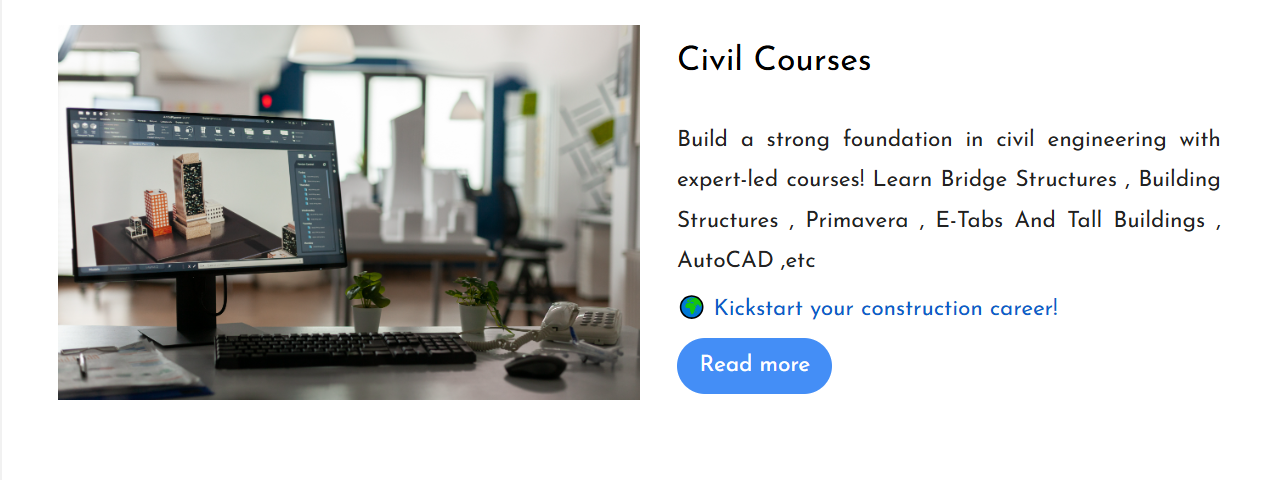 Civil Courses
Build a strong foundation in civil engineering with
expert-led courses! Learn Bridge Structures , Building
Structures , Primavera , E-Tabs And Tall Buildings ,
AutoCAD ,etc
🌍 Kickstart your construction career!
Read more